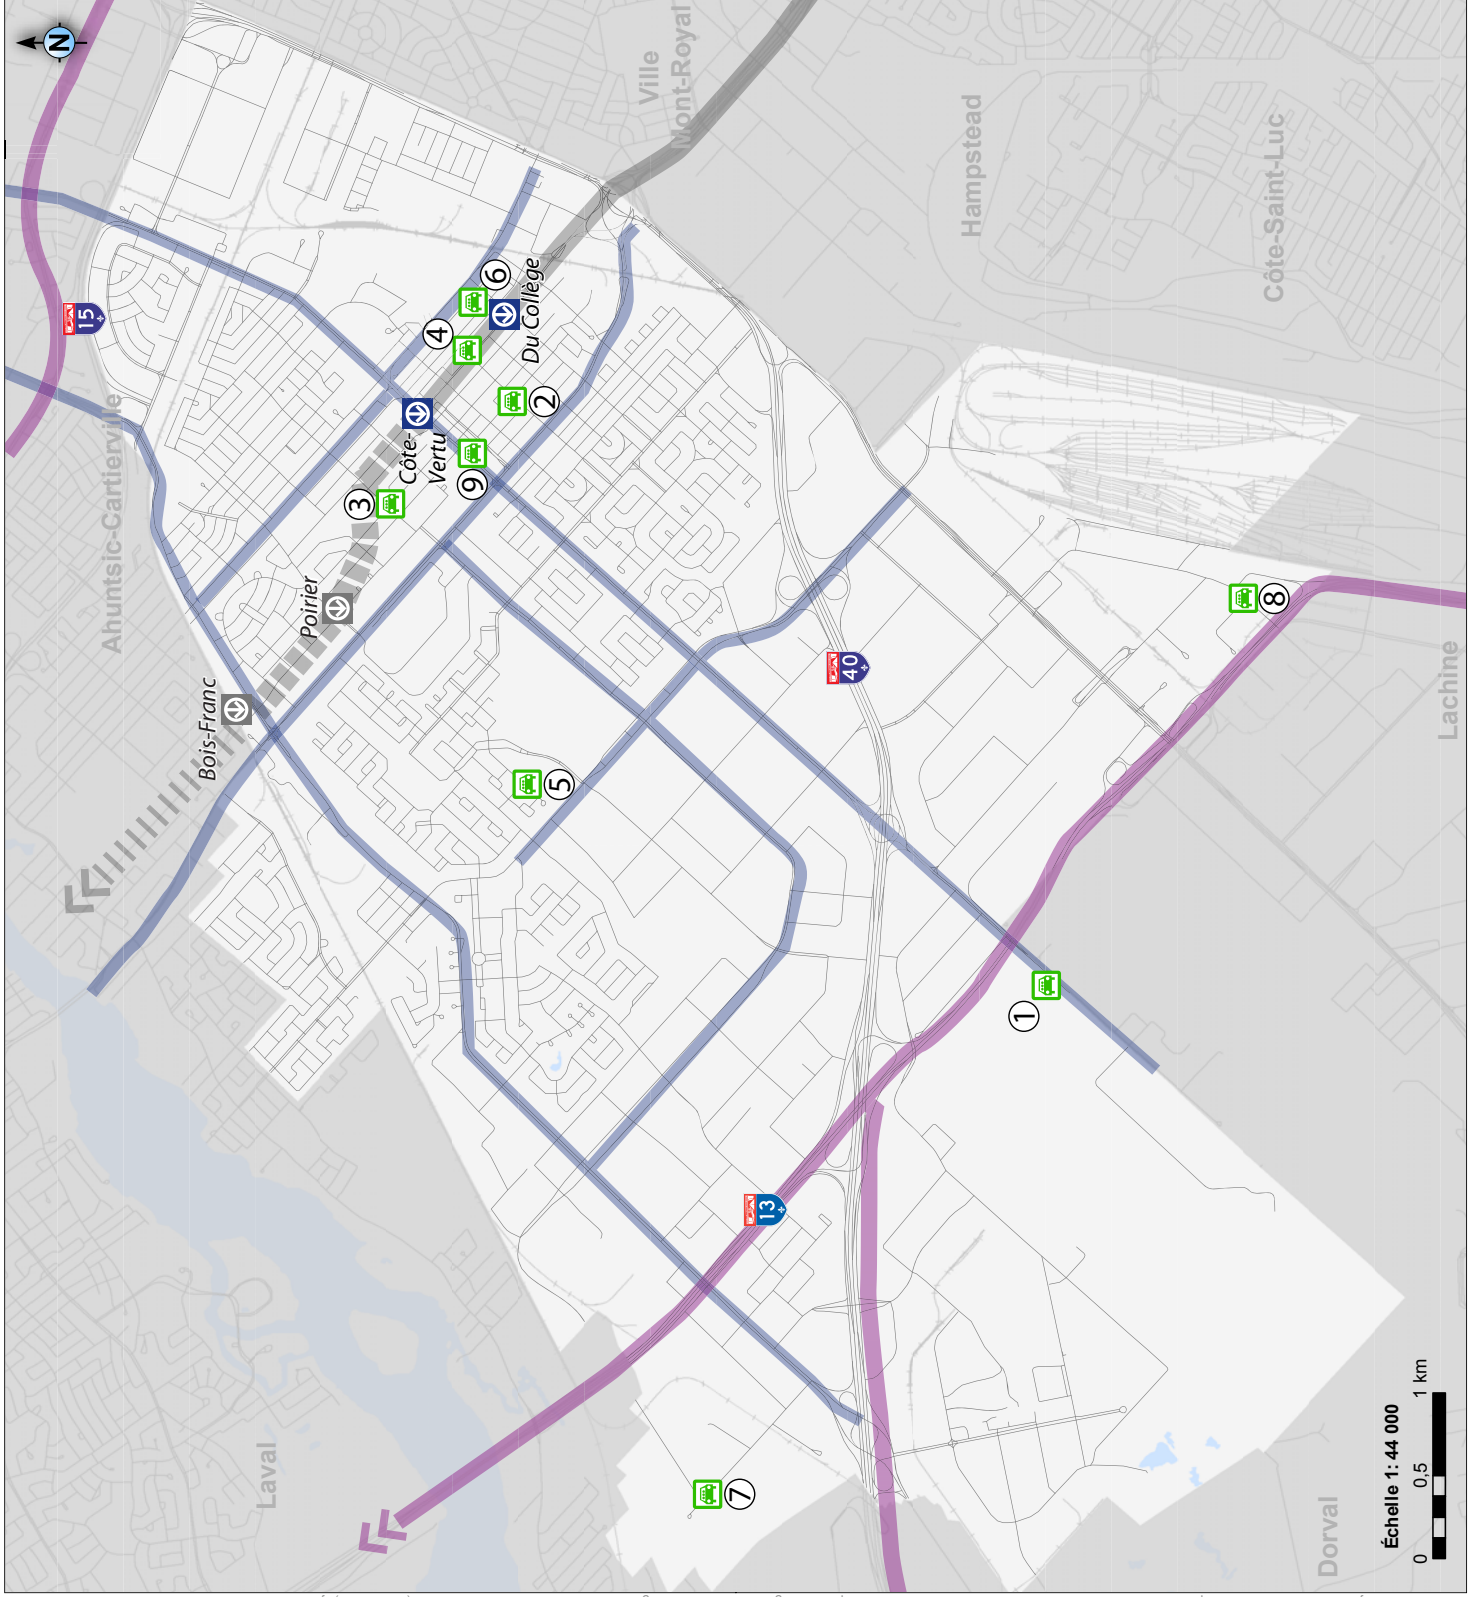 N
15
Ahuntsic-Cartierville
Bois-Franc
Laval
Poirier
3
Côte-
Vertu
4
9
6
Du Collège
2
5
Ville
Mont-Royal
7
13
40
Hampstead
1
8
Côte-Saint-Luc
Dorval
Échelle 1: 44 000
0 0,5 1 km
Lachine